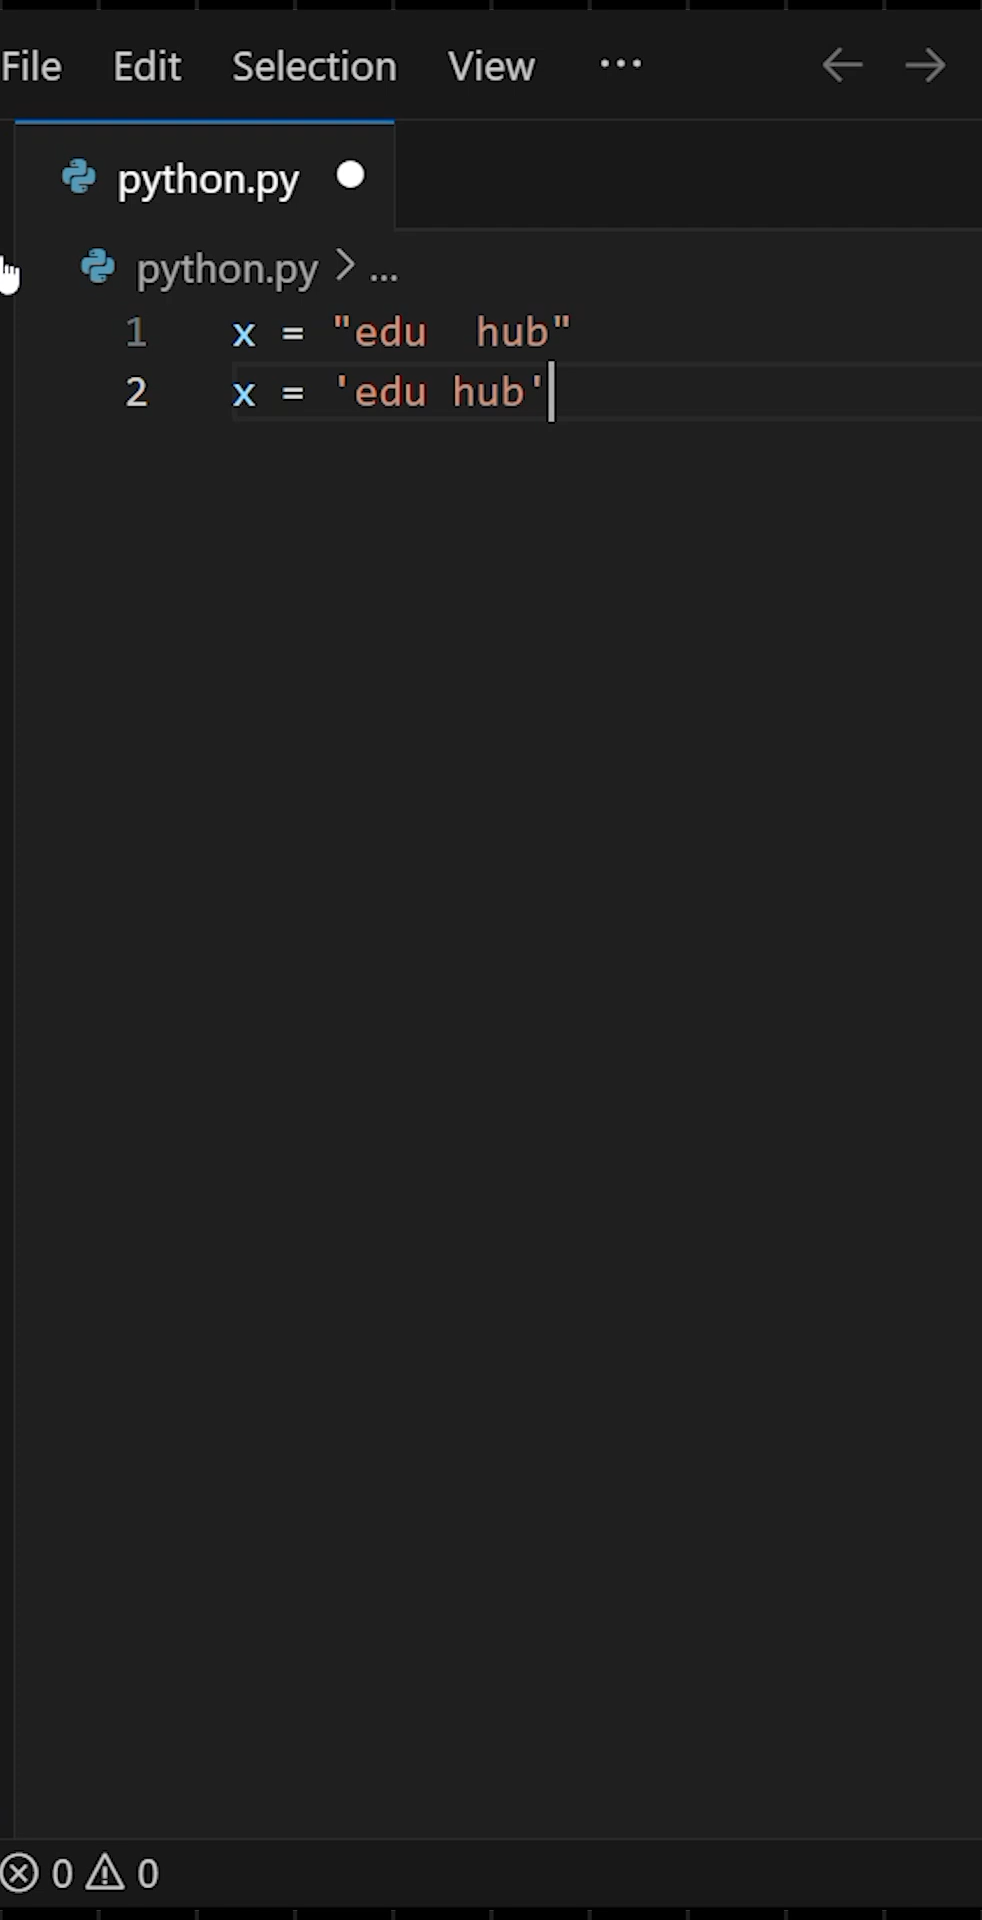 File Edit Selection View ...
python.py
python.py > ...
1 x = "edu  hub"
2 x = 'edu hub'
0 0